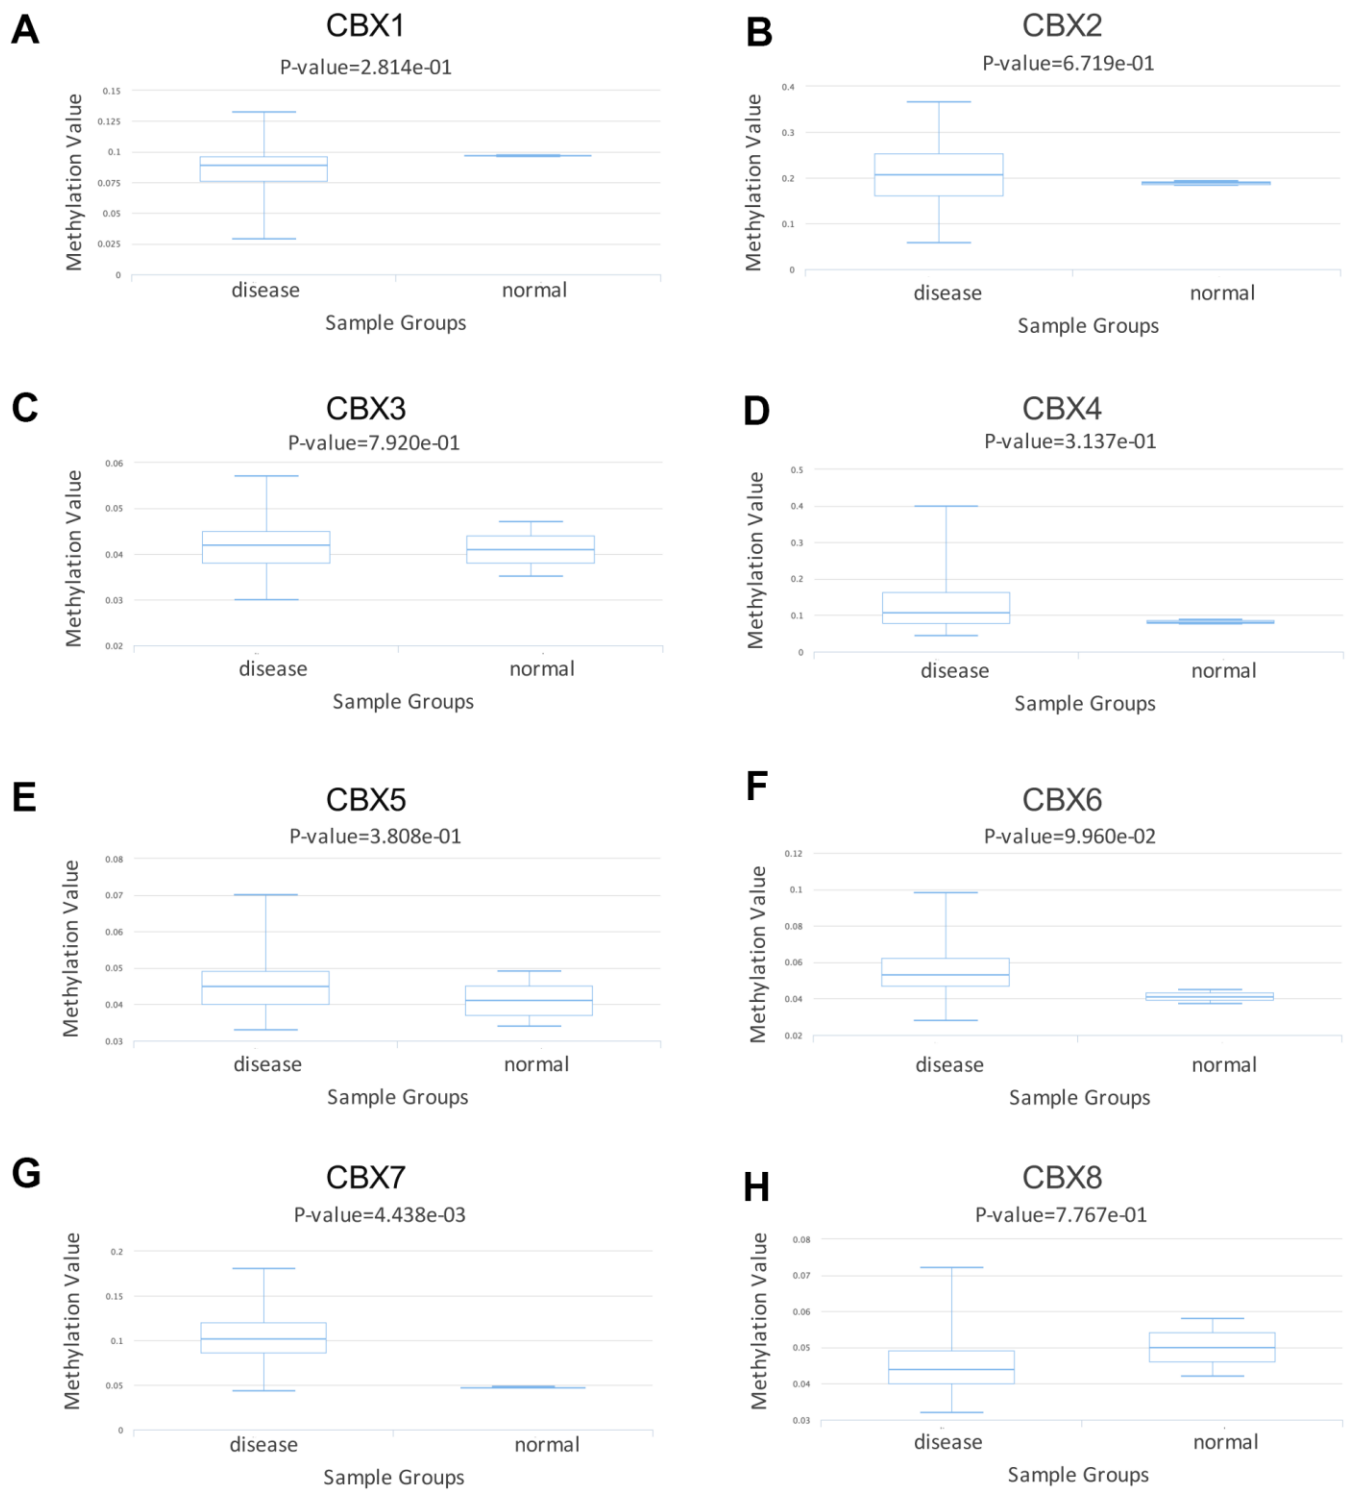 A
CBX1
P-value=2.814e-01
Methylation Value
0.15
0.125
0.1
0.075
0.05
0.025
0
disease
normal
Sample Groups
B
CBX2
P-value=6.719e-01
Methylation Value
0.4
0.3
0.2
0.1
0
disease
normal
Sample Groups
C
CBX3
P-value=7.920e-01
Methylation Value
0.06
0.05
0.04
0.03
0.02
disease
normal
Sample Groups
D
CBX4
P-value=3.137e-01
Methylation Value
0.5
0.4
0.3
0.2
0.1
0
disease
normal
Sample Groups
E
CBX5
P-value=3.808e-01
Methylation Value
0.08
0.07
0.06
0.05
0.04
0.03
disease
normal
Sample Groups
F
CBX6
P-value=9.960e-02
Methylation Value
0.12
0.1
0.08
0.06
0.04
0.02
disease
normal
Sample Groups
G
CBX7
P-value=4.438e-03
Methylation Value
0.2
0.15
0.1
0.05
0
disease
normal
Sample Groups
H
CBX8
P-value=7.767e-01
Methylation Value
0.08
0.07
0.06
0.05
0.04
0.03
disease
normal
Sample Groups